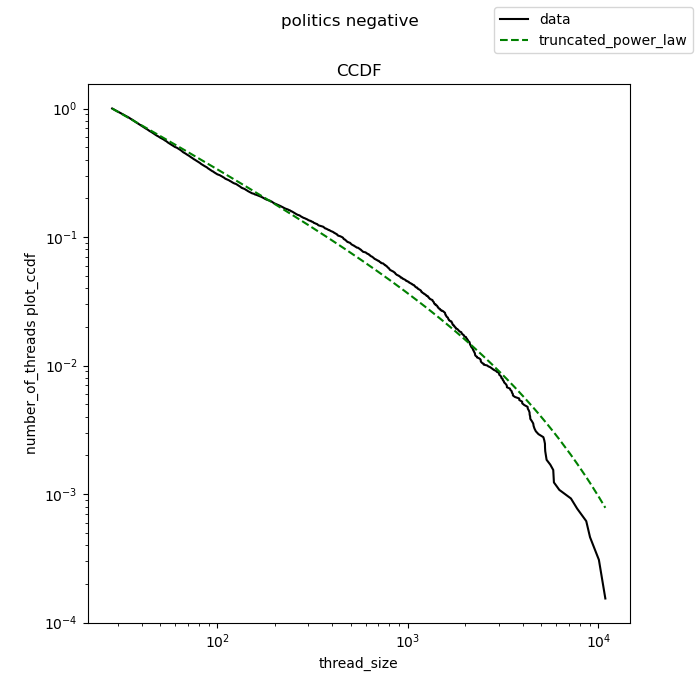 politics negative
data
truncated_power_law
CCDF
number_of_threads plot_ccdf
10⁰
10⁻¹
10⁻²
10⁻³
10⁻⁴
10² 10³ 10⁴
thread_size